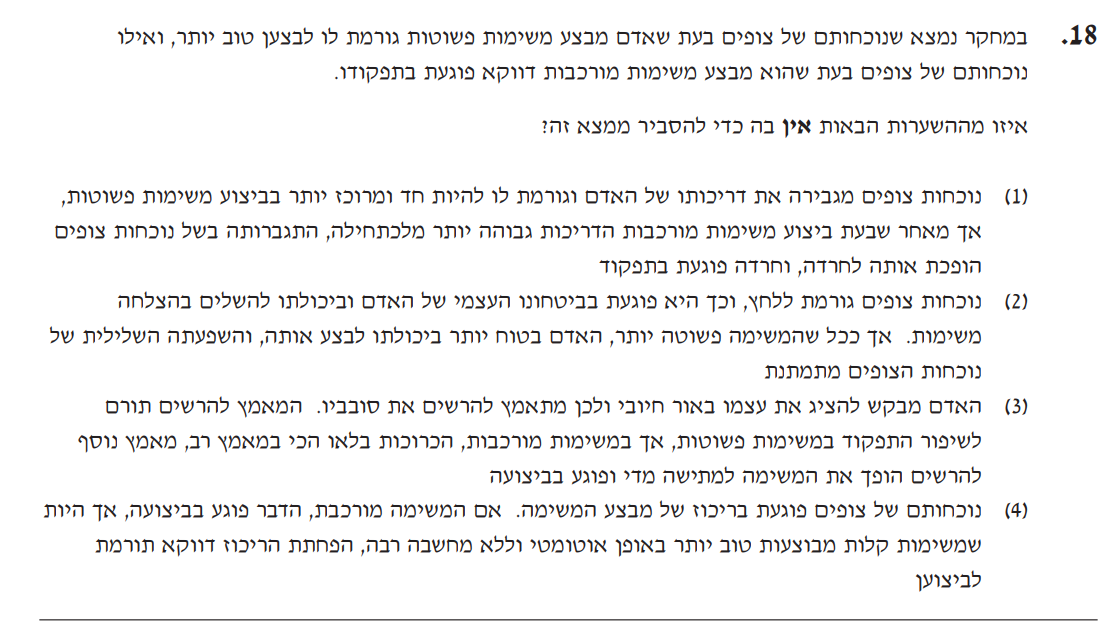 18. במחקר נמצא שנוכחותם של צופים בעת שאדם מבצע משימות פשוטות גורמת לו לבצען טוב יותר, ואילו
נוכחותם של צופים בעת שהוא מבצע משימות מורכבות דווקא פוגעת בתפקודו.
איזו מההשערות הבאות אין בה כדי להסביר ממצא זה?
(1) נוכחות צופים מגבירה את דריכותו של האדם וגורמת לו להיות חד ומרוכז יותר בביצוע משימות פשוטות,
אך מאחר שבעת ביצוע משימות מורכבות הדריכות גבוהה יותר מלכתחילה, התגברותה בשל נוכחות צופים
הופכת אותה לחרדה, וחרדה פוגעת בתפקוד
(2) נוכחות צופים גורמת ללחץ, וכך היא פוגעת בביטחונו העצמי של האדם וביכולתו להשלים בהצלחה
משימות. אך ככל שהמשימה פשוטה יותר, האדם בטוח יותר ביכולתו לבצע אותה, והשפעתה השלילית של
נוכחות הצופים מתמתנת
(3) האדם מבקש להציג את עצמו באור חיובי ולכן מתאמץ להרשים את סובביו. המאמץ להרשים תורם
לשיפור התפקוד במשימות פשוטות, אך במשימות מורכבות, הכרוכות בלאו הכי במאמץ רב, מאמץ נוסף
להרשים הופך את המשימה למתישה מדי ופוגע בביצועה
(4) נוכחותם של צופים פוגעת בריכוז של מבצע המשימה. אם המשימה מורכבת, הדבר פוגע בביצועה, אך היות
שמשימות קלות מבוצעות טוב יותר באופן אוטומטי וללא מחשבה רבה, הפחתת הריכוז דווקא תורמת
לביצוען